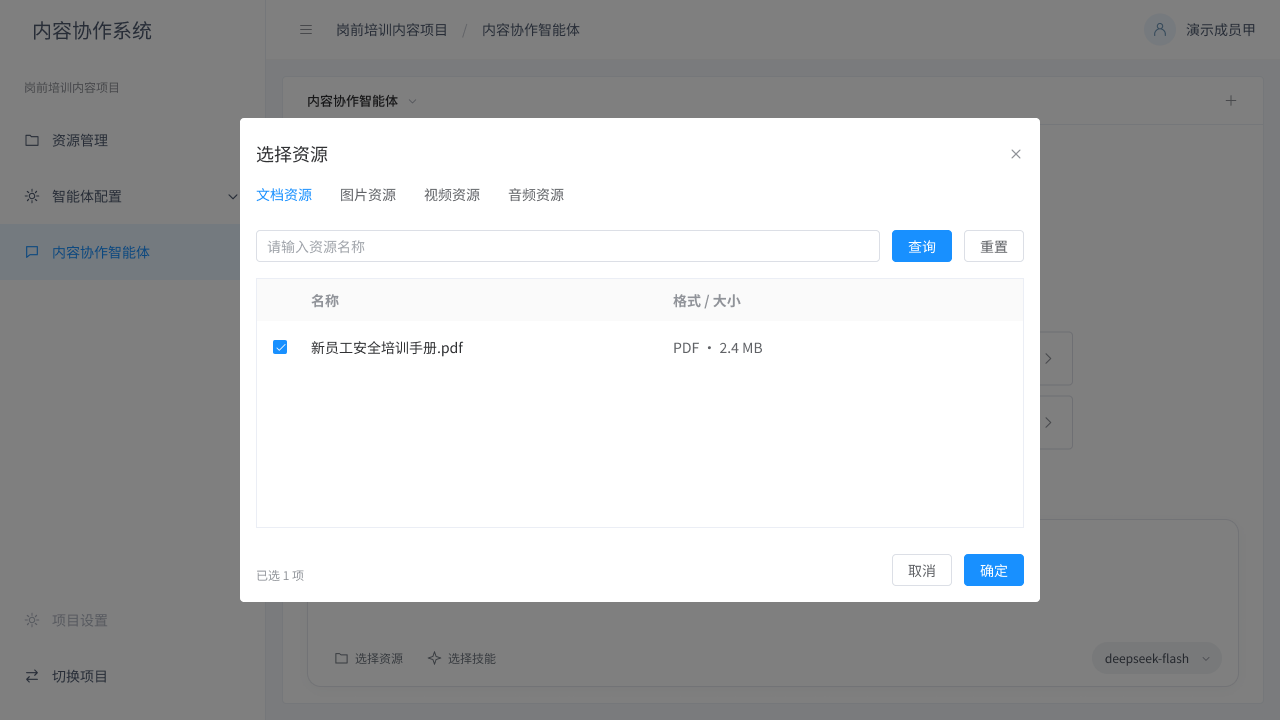 内容协作系统
岗前培训内容项目 / 内容协作智能体
演示成员甲
岗前培训内容项目
资源管理
智能体配置
内容协作智能体
项目设置
切换项目
内容协作智能体
选择资源
文档资源 图片资源 视频资源 音频资源
请输入资源名称
查询
重置
名称 格式 / 大小
新员工安全培训手册.pdf PDF · 2.4 MB
已选 1 项
取消
确定
选择资源
选择技能
deepseek-flash